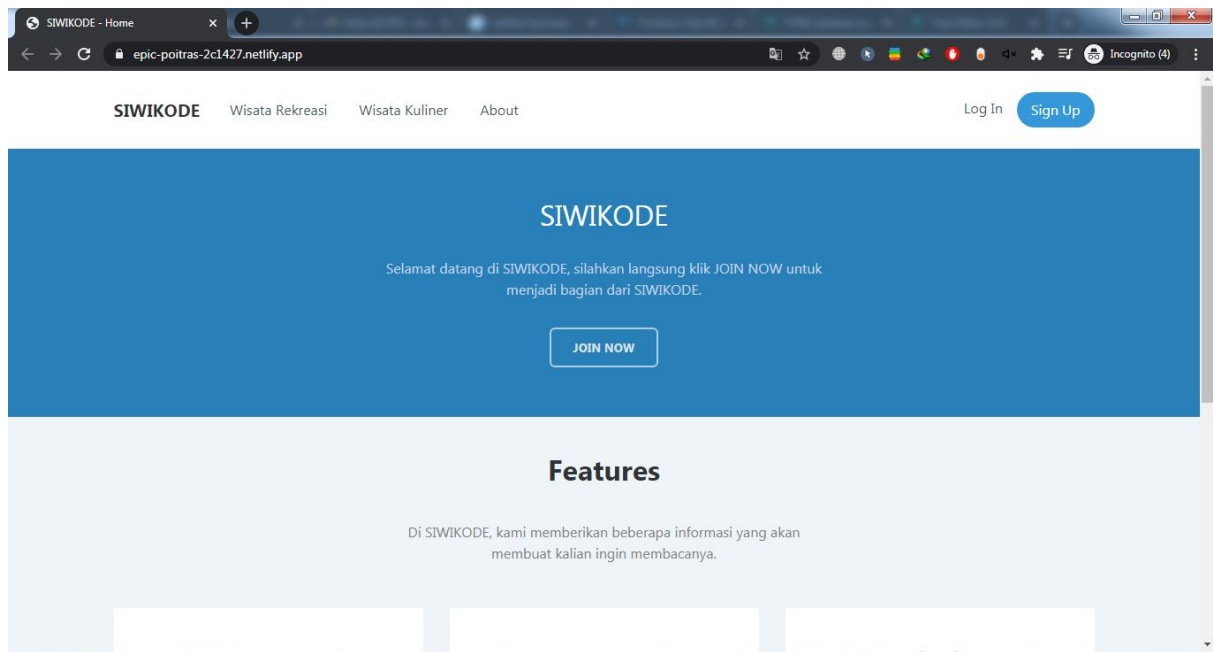 SIWIKODE - Home
epic-poitras-2c1427.netlify.app
Incognito (4)
SIWIKODE Wisata Rekreasi Wisata Kuliner About Log In Sign Up
SIWIKODE
Selamat datang di SIWIKODE, silahkan langsung klik JOIN NOW untuk
menjadi bagian dari SIWIKODE.
JOIN NOW
Features
Di SIWIKODE, kami memberikan beberapa informasi yang akan
membuat kalian ingin membacanya.